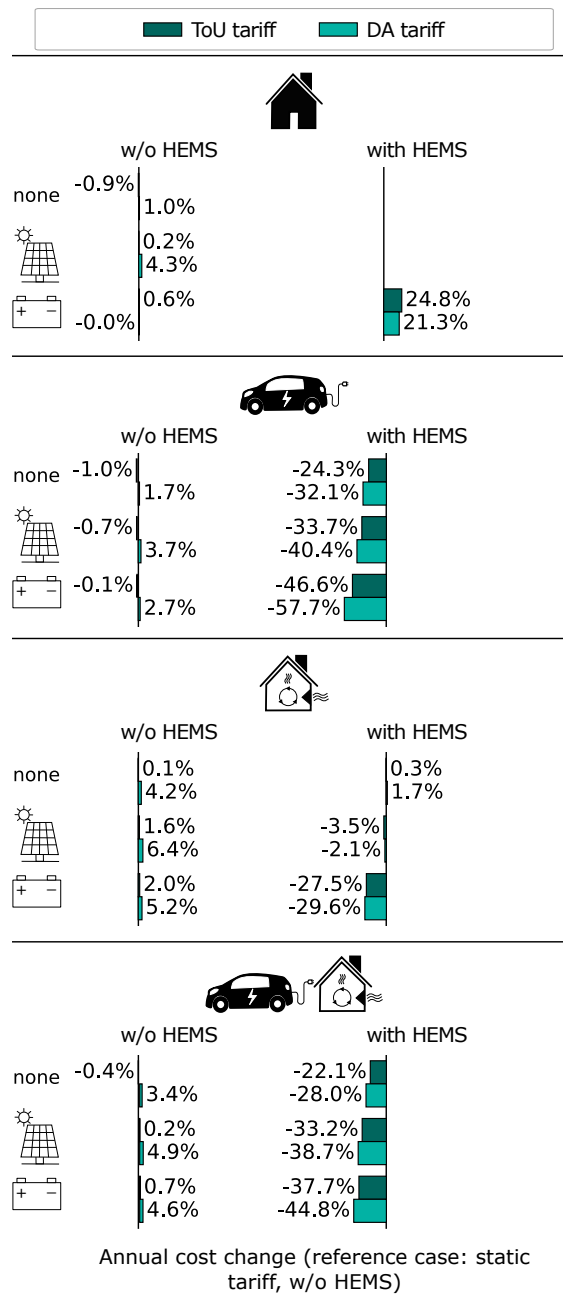 ToU tariff DA tariff
w/o HEMS with HEMS
-0.9%
none
1.0%
0.2%
4.3%
0.6% 24.8%
-0.0% 21.3%
w/o HEMS with HEMS
none -1.0% -24.3%
1.7% -32.1%
-0.7% -33.7%
3.7% -40.4%
-0.1% -46.6%
2.7% -57.7%
w/o HEMS with HEMS
none 0.1% 0.3%
4.2% 1.7%
1.6% -3.5%
6.4% -2.1%
2.0% -27.5%
5.2% -29.6%
w/o HEMS with HEMS
none -0.4% -22.1%
3.4% -28.0%
0.2% -33.2%
4.9% -38.7%
0.7% -37.7%
4.6% -44.8%
Annual cost change (reference case: static
tariff, w/o HEMS)